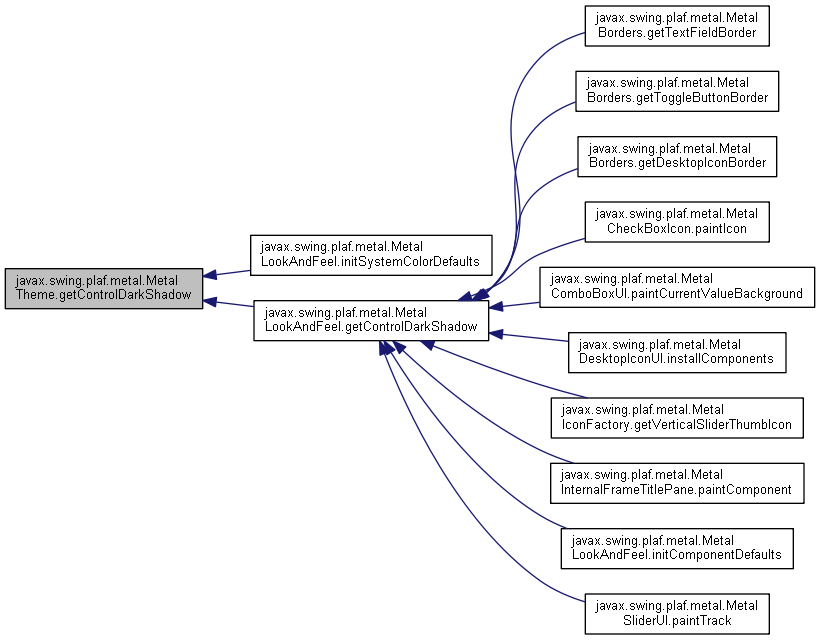 javax.swing.plaf.metal.Metal
Theme.getControlDarkShadow
javax.swing.plaf.metal.Metal
LookAndFeel.initSystemColorDefaults
javax.swing.plaf.metal.Metal
LookAndFeel.getControlDarkShadow
javax.swing.plaf.metal.Metal
Borders.getTextFieldBorder
javax.swing.plaf.metal.Metal
Borders.getToggleButtonBorder
javax.swing.plaf.metal.Metal
Borders.getDesktopIconBorder
javax.swing.plaf.metal.Metal
CheckBoxIcon.paintIcon
javax.swing.plaf.metal.Metal
ComboBoxUI.paintCurrentValueBackground
javax.swing.plaf.metal.Metal
DesktopIconUI.installComponents
javax.swing.plaf.metal.Metal
IconFactory.getVerticalSliderThumbIcon
javax.swing.plaf.metal.Metal
InternalFrameTitlePane.paintComponent
javax.swing.plaf.metal.Metal
LookAndFeel.initComponentDefaults
javax.swing.plaf.metal.Metal
SliderUI.paintTrack